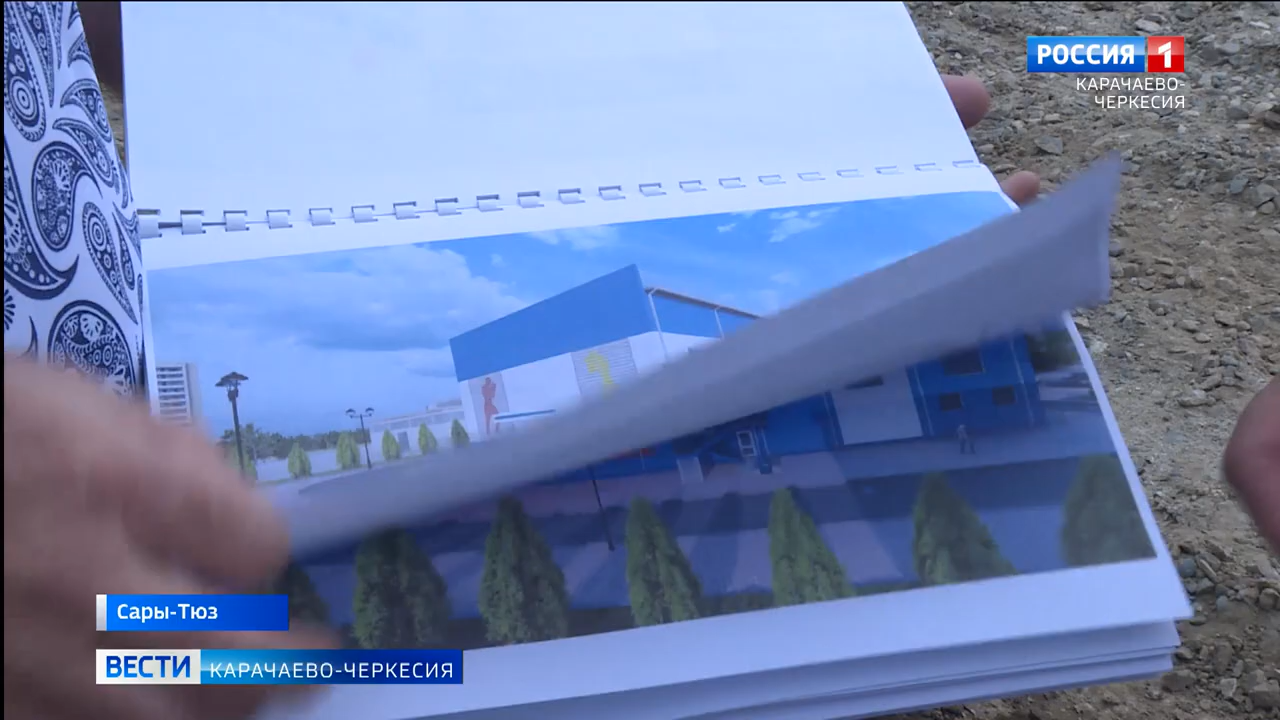 РОССИЯ 1
КАРАЧАЕВО-
ЧЕРКЕСИЯ
Сары-Тюз
ВЕСТИ КАРАЧАЕВО-ЧЕРКЕСИЯ